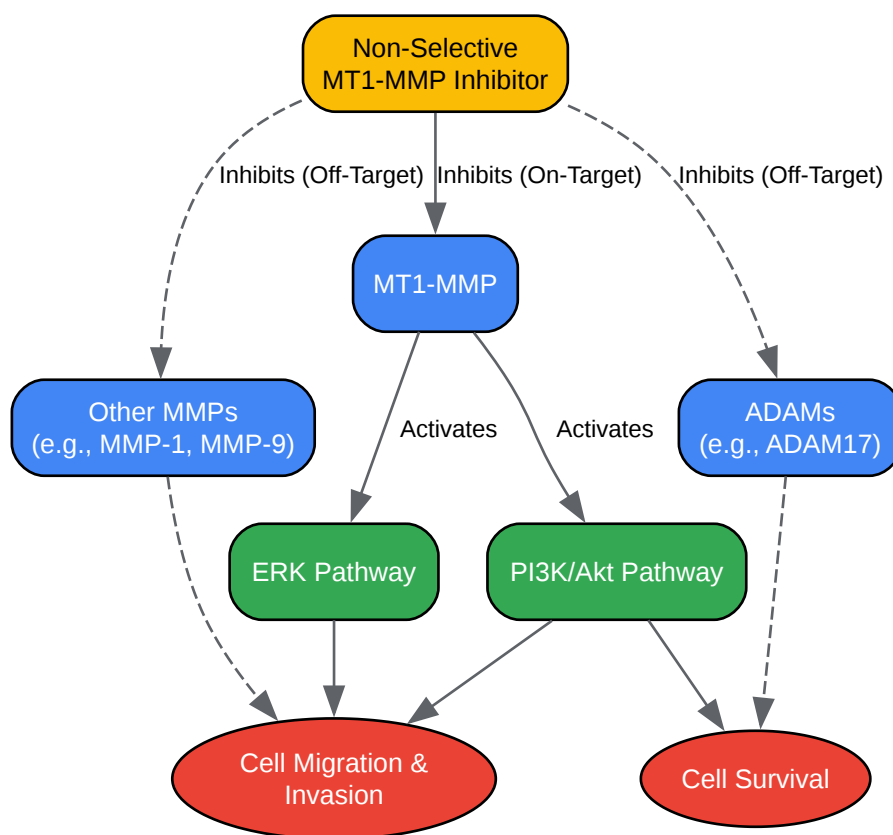 Non-Selective
MT1-MMP Inhibitor
Inhibits (Off-Target)
Inhibits (On-Target)
Inhibits (Off-Target)
MT1-MMP
Other MMPs
(e.g., MMP-1, MMP-9)
Activates
Activates
ADAMs
(e.g., ADAM17)
ERK Pathway
PI3K/Akt Pathway
Cell Migration &
Invasion
Cell Survival